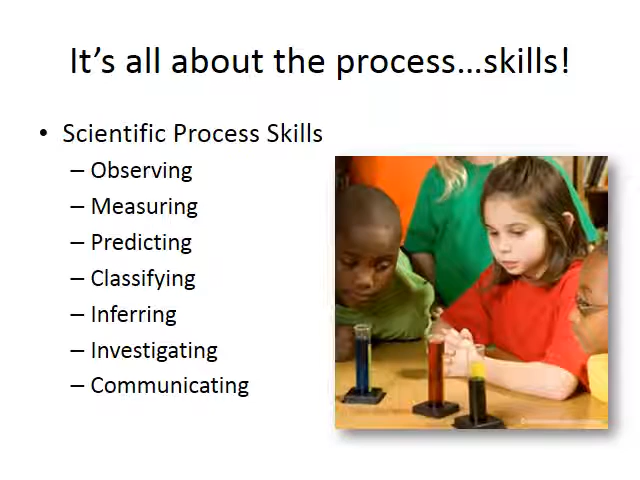 It's all about the process...skills!
• Scientific Process Skills
– Observing
– Measuring
– Predicting
– Classifying
– Inferring
– Investigating
– Communicating